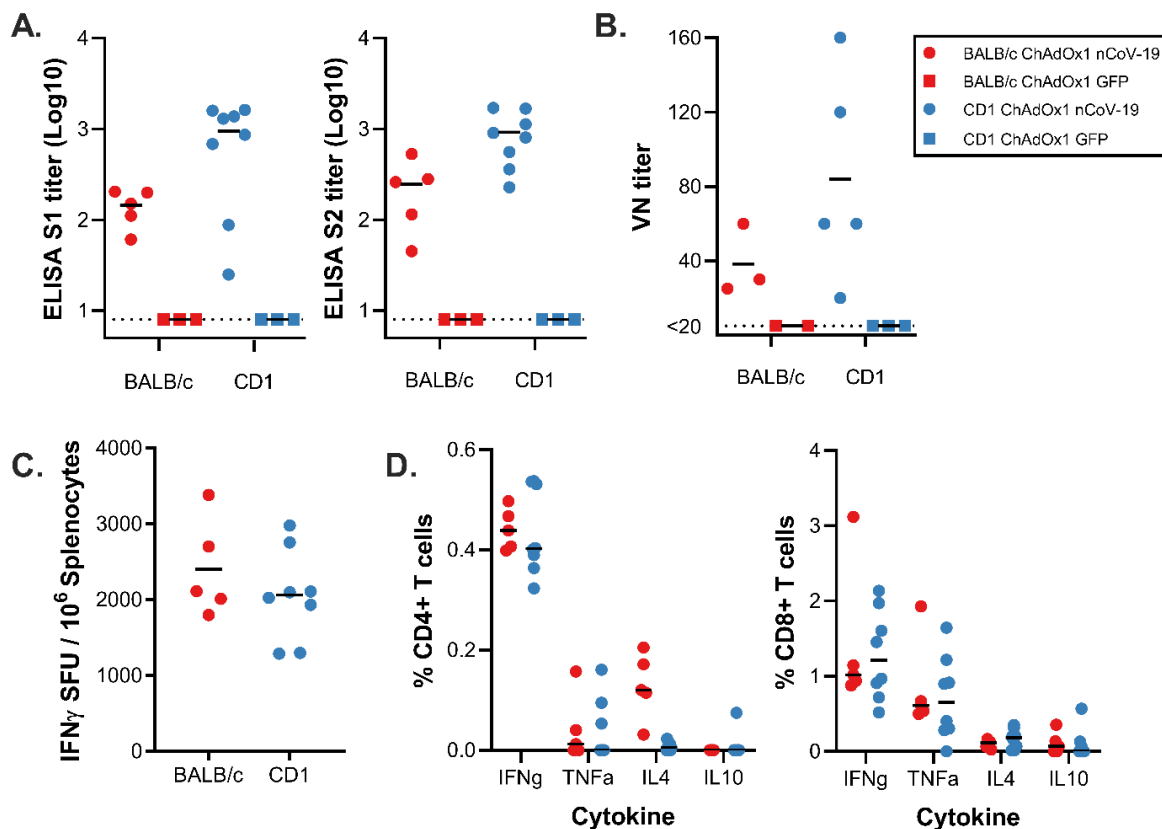 A.
ELISA S1 titer (Log10)
4
3
2
1
BALB/c CD1
ELISA S2 titer (Log10)
4
3
2
1
BALB/c CD1
B.
VN titer
160
120
80
40
<20
BALB/c CD1
BALB/c ChAdOx1 nCoV-19
BALB/c ChAdOx1 GFP
CD1 ChAdOx1 nCoV-19
CD1 ChAdOx1 GFP
C.
IFNγ SFU / 10⁶ Splenocytes
4000
3000
2000
1000
0
BALB/c CD1
D.
% CD4+ T cells
0.6
0.4
0.2
0.0
IFNg TNFa IL4 IL10
Cytokine
% CD8+ T cells
4
3
2
1
0
IFNg TNFa IL4 IL10
Cytokine